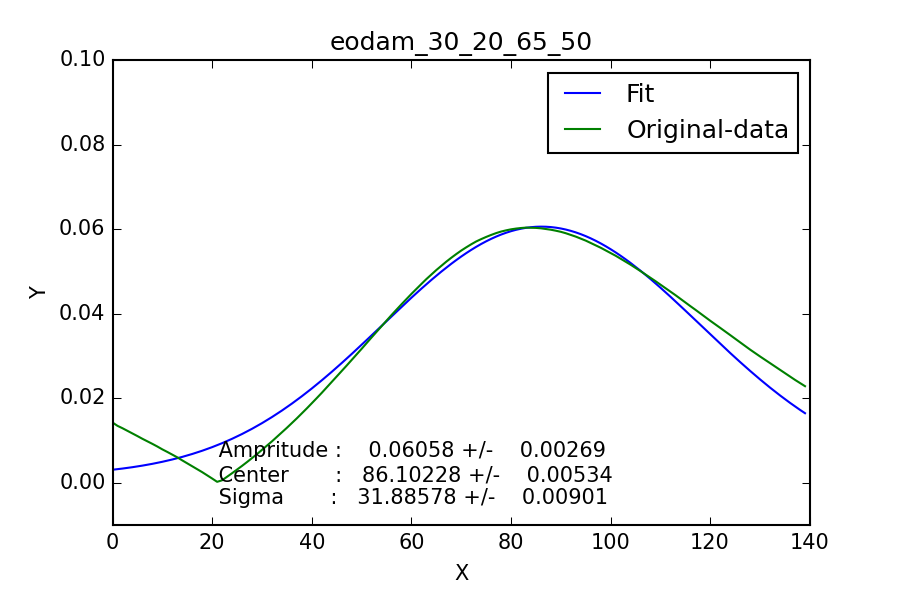 eodam_30_20_65_50
Fit
Original-data
Y
0.10
0.08
0.06
0.04
0.02
0.00
Ampritude : 0.06058 +/- 0.00269
Center : 86.10228 +/- 0.00534
Sigma : 31.88578 +/- 0.00901
0 20 40 60 80 100 120 140
X